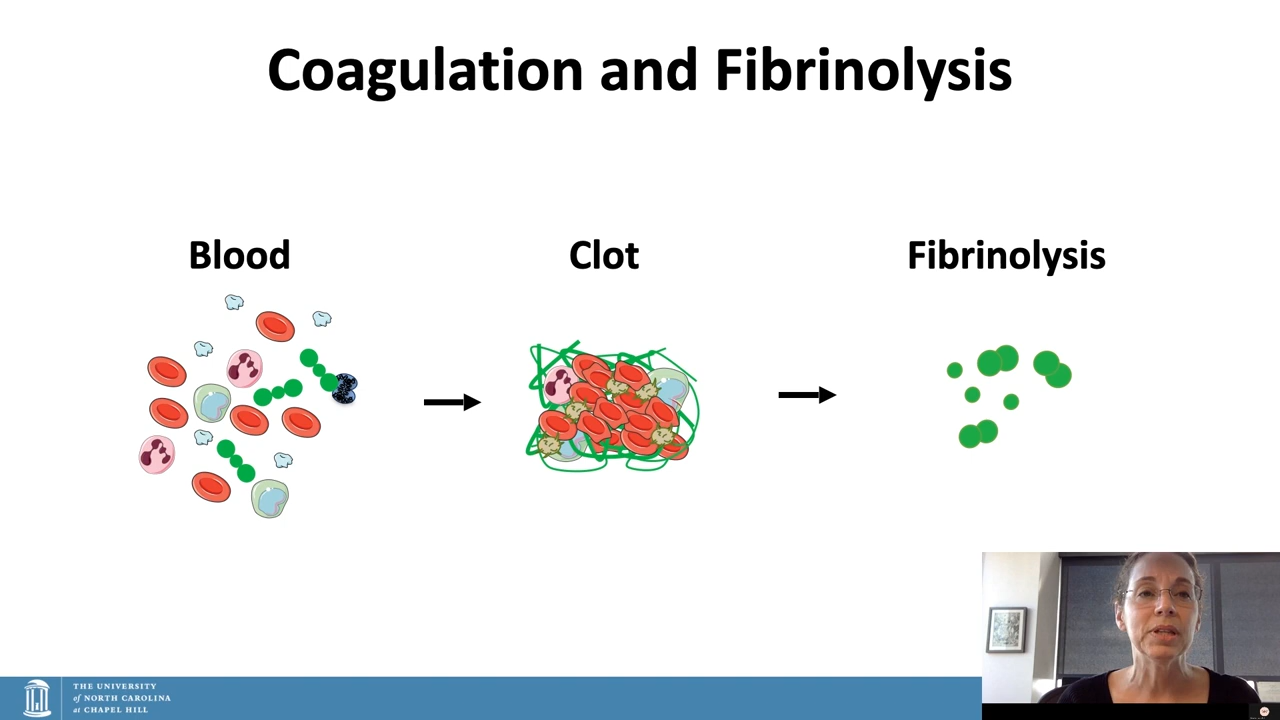 Coagulation and Fibrinolysis
Blood
Clot
Fibrinolysis
THE UNIVERSITY
of NORTH CAROLINA
at CHAPEL HILL